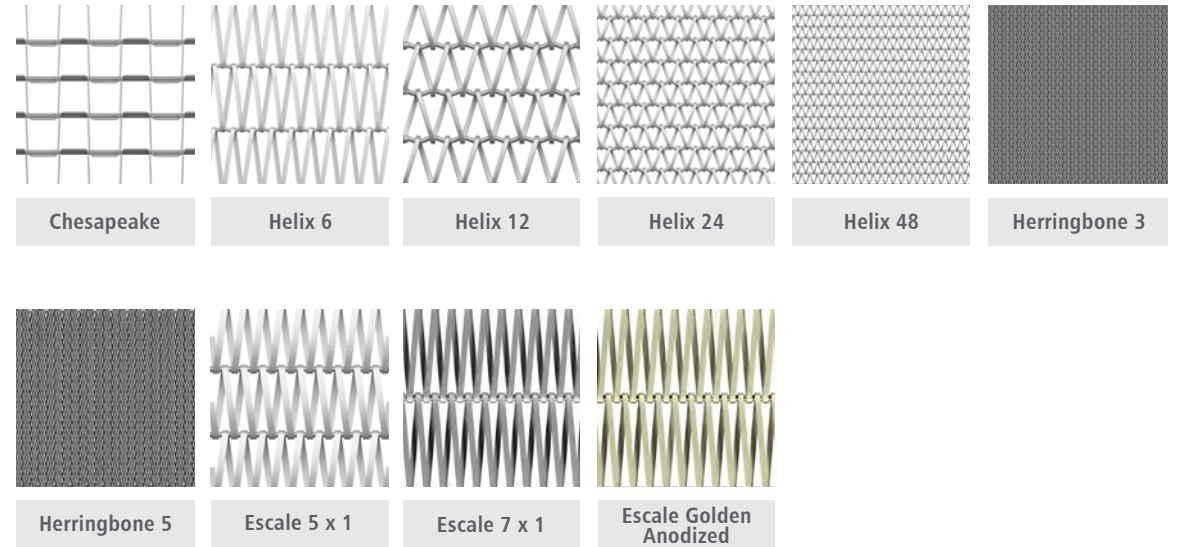 Chesapeake
Helix 6
Helix 12
Helix 24
Helix 48
Herringbone 3
Herringbone 5
Escale 5 x 1
Escale 7 x 1
Escale Golden
Anodized